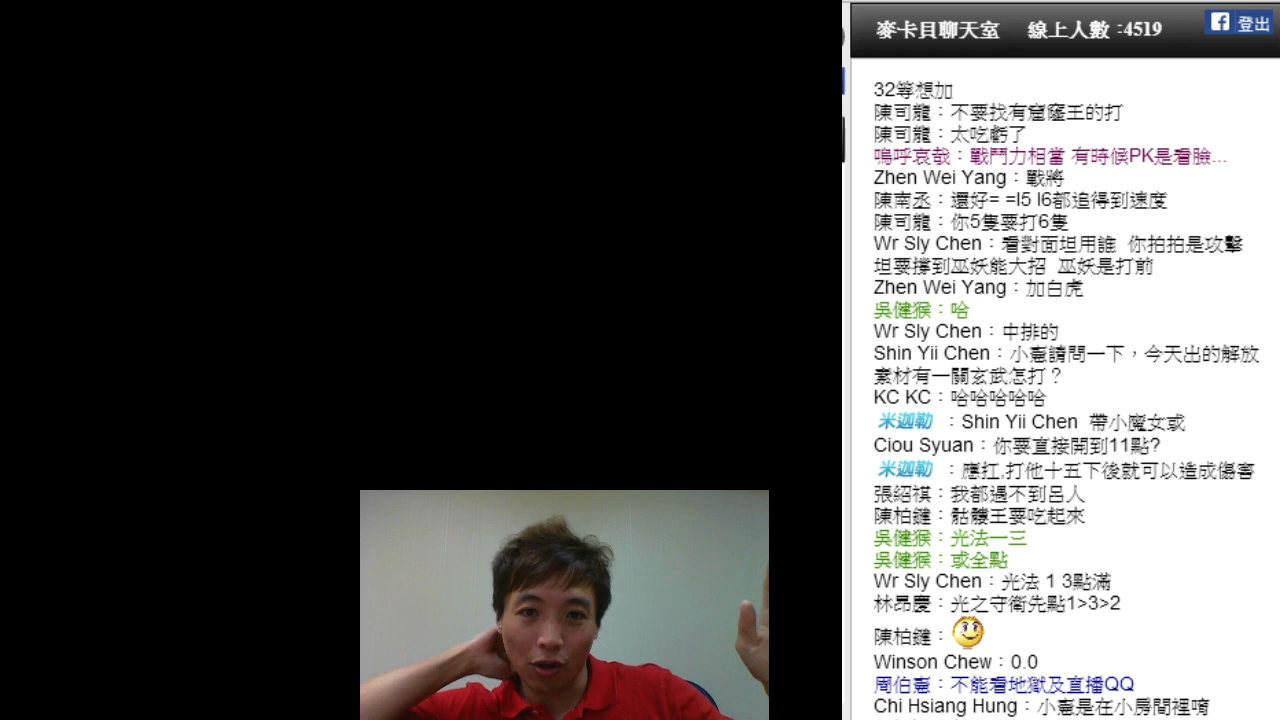 麥卡貝聊天室 線上人數 :4519 登出
32等想加
陳司龍：不要找有窟窿王的打
陳司龍：太吃虧了
嗚呼哀哉：戰鬥力相當 有時候PK是看臉...
Zhen Wei Yang：戰將
陳南丞：還好= =l5 l6都追得到速度
陳司龍：你5隻要打6隻
Wr Sly Chen：看對面坦用誰 你拍拍是攻擊
坦要撐到巫妖能大招 巫妖是打前
Zhen Wei Yang：加白虎
吳健猴：哈
Wr Sly Chen：中排的
Shin Yii Chen：小憲請問一下，今天出的解放
素材有一關玄武怎打？
KC KC：哈哈哈哈哈
米迦勒 ：Shin Yii Chen 帶小魔女或
Ciou Syuan：你要直接開到11點?
米迦勒 ：應扛,打他十五下後就可以造成傷害
張紹祺：我都遇不到呂人
陳柏鍵：骷髏王要吃起來
吳健猴：光法一三
吳健猴：或全點
Wr Sly Chen：光法 1 3點滿
林昂慶：光之守衛先點1>3>2
陳柏鍵：
Winson Chew：0.0
周伯憲：不能看地獄及直播QQ
Chi Hsiang Hung：小憲是在小房間裡唷